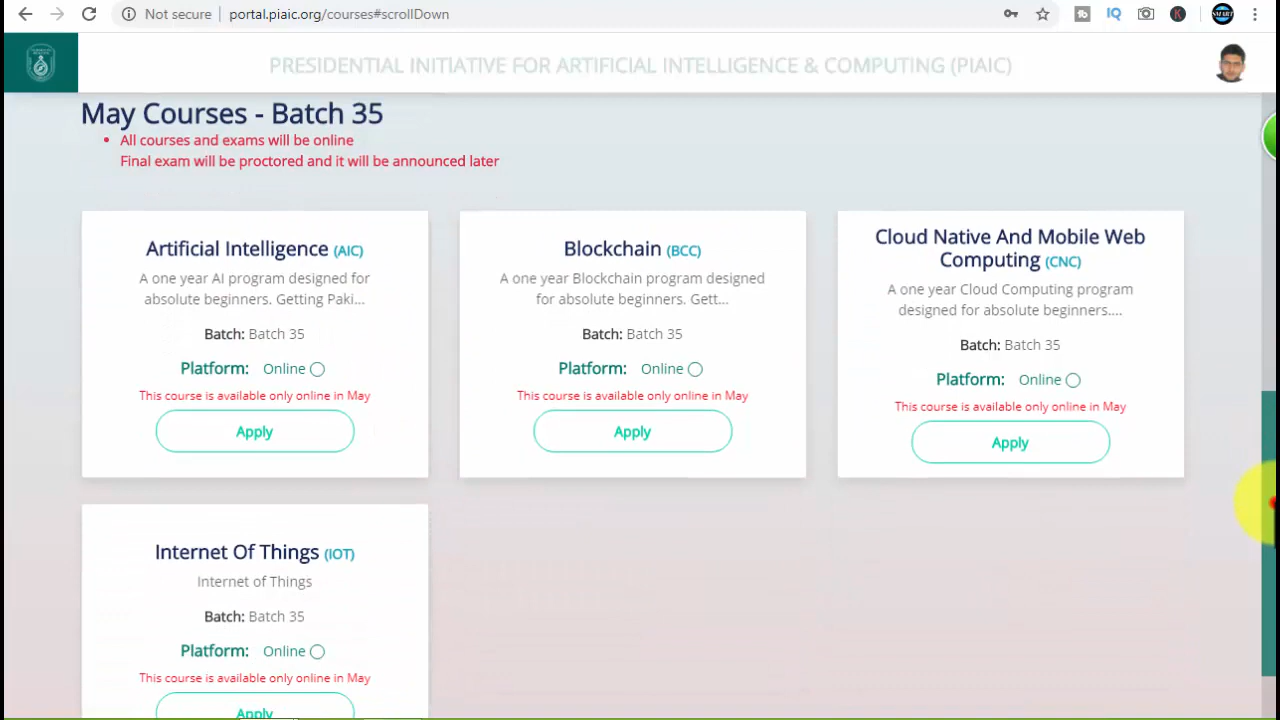 Not secure
portal.piaic.org/courses#scrollDown
PRESIDENTIAL INITIATIVE FOR ARTIFICIAL INTELLIGENCE & COMPUTING (PIAIC)
May Courses - Batch 35
• All courses and exams will be online
Final exam will be proctored and it will be announced later
Artificial Intelligence (AIC)
A one year AI program designed for
absolute beginners. Getting Paki...
Batch: Batch 35
Platform: Online
This course is available only online in May
Apply
Blockchain (BCC)
A one year Blockchain program designed
for absolute beginners. Gett...
Batch: Batch 35
Platform: Online
This course is available only online in May
Apply
Cloud Native And Mobile Web
Computing (CNC)
A one year Cloud Computing program
designed for absolute beginners....
Batch: Batch 35
Platform: Online
This course is available only online in May
Apply
Internet Of Things (IOT)
Internet of Things
Batch: Batch 35
Platform: Online
This course is available only online in May
Apply